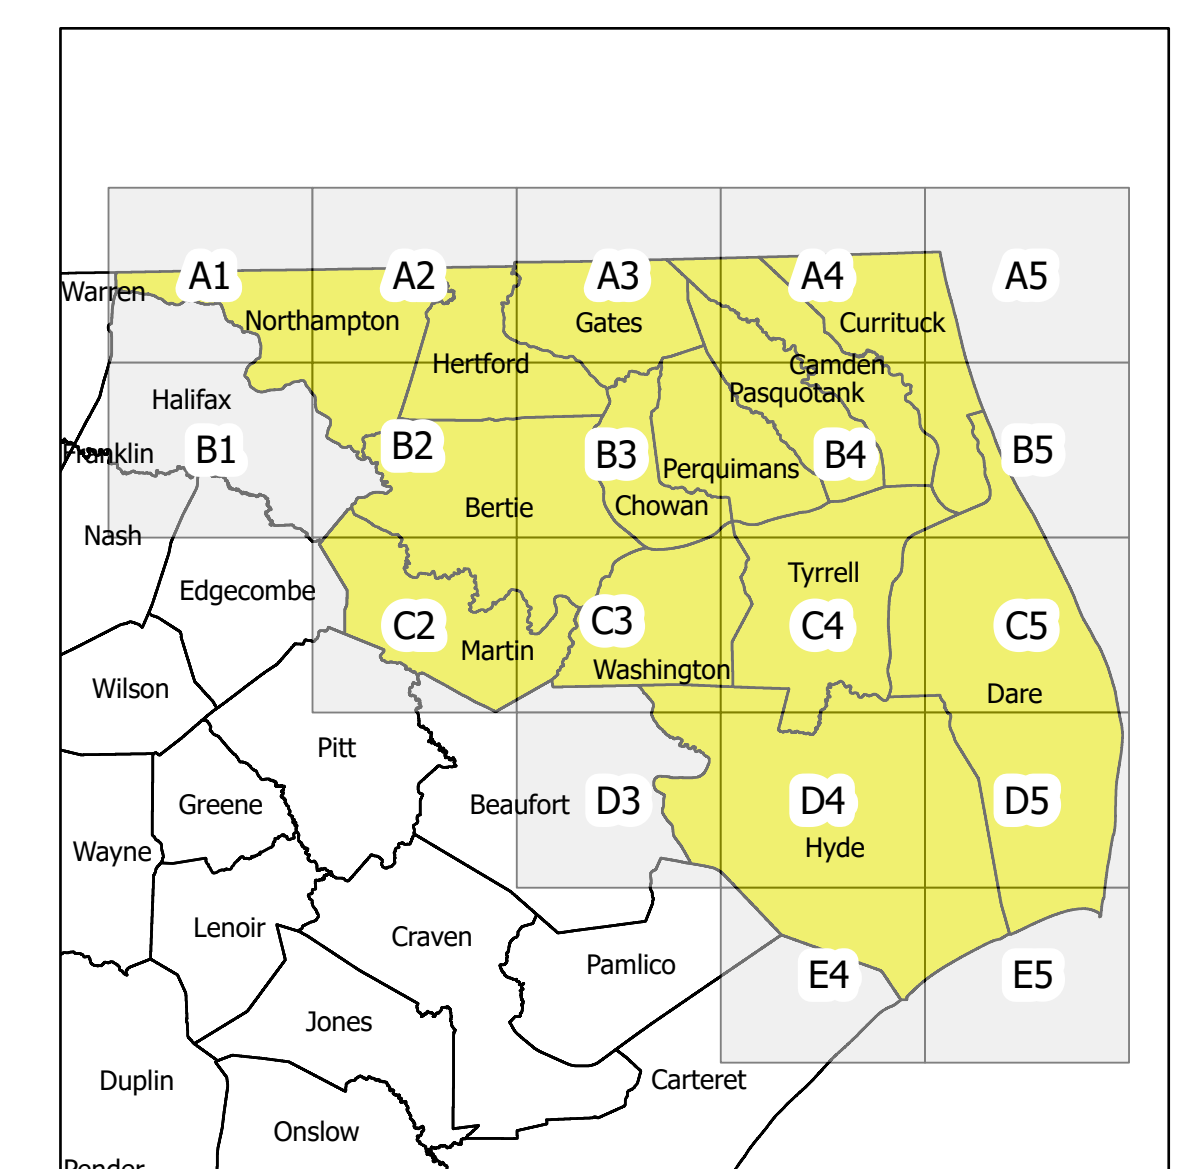 A1
A2
A3
A4
A5
Warren
Northampton
Gates
Currituck
Hertford
Camden
Pasquotank
Halifax
Franklin
B1
B2
B3
B4
B5
Perquimans
Bertie
Chowan
Nash
Edgecombe
Tyrrell
C2
C3
C4
C5
Martin
Washington
Wilson
Dare
Pitt
Greene
Beaufort
D3
D4
D5
Wayne
Hyde
Lenoir
Craven
Pamlico
E4
E5
Jones
Duplin
Carteret
Onslow
Pender